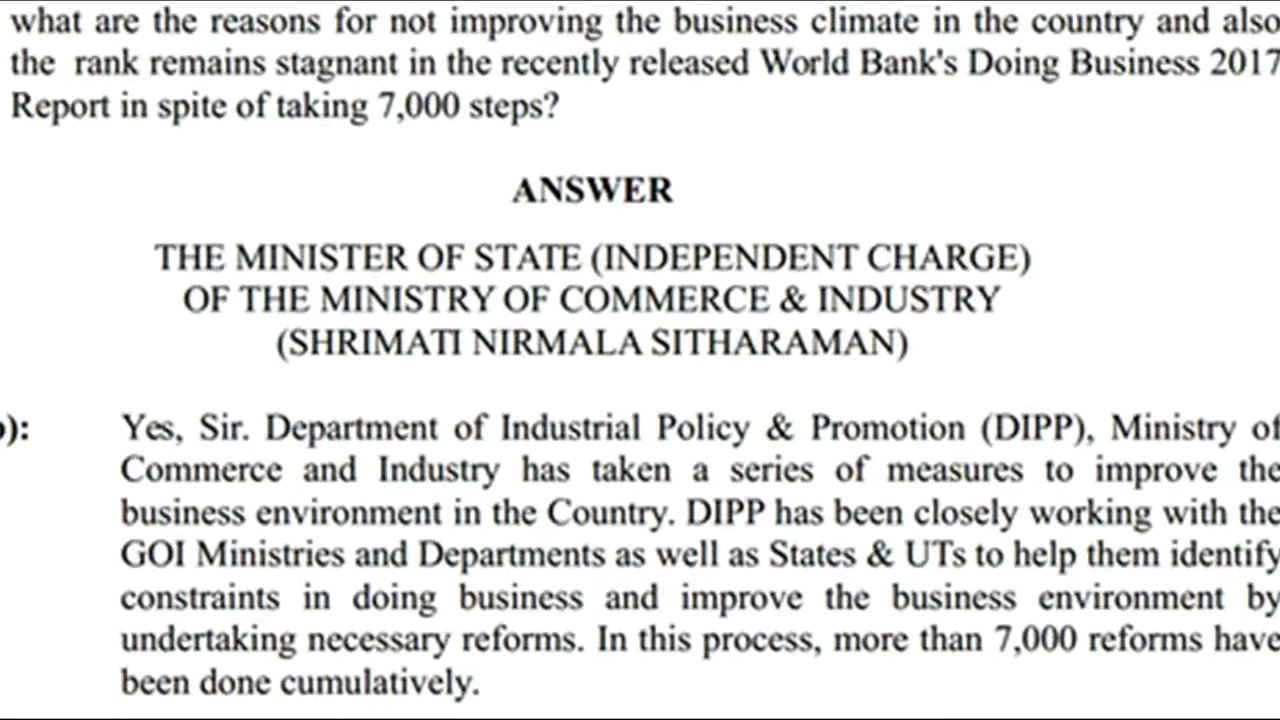 what are the reasons for not improving the business climate in the country and also
the rank remains stagnant in the recently released World Bank's Doing Business 2017
Report in spite of taking 7,000 steps?
ANSWER
THE MINISTER OF STATE (INDEPENDENT CHARGE)
OF THE MINISTRY OF COMMERCE & INDUSTRY
(SHRIMATI NIRMALA SITHARAMAN)
): Yes, Sir. Department of Industrial Policy & Promotion (DIPP), Ministry of
Commerce and Industry has taken a series of measures to improve the
business environment in the Country. DIPP has been closely working with the
GOI Ministries and Departments as well as States & UTs to help them identify
constraints in doing business and improve the business environment by
undertaking necessary reforms. In this process, more than 7,000 reforms have
been done cumulatively.